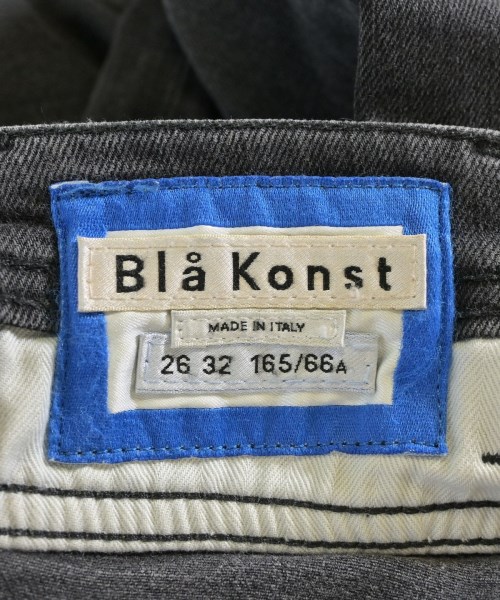 Blå Konst
MADE IN ITALY
26 32 165/66A